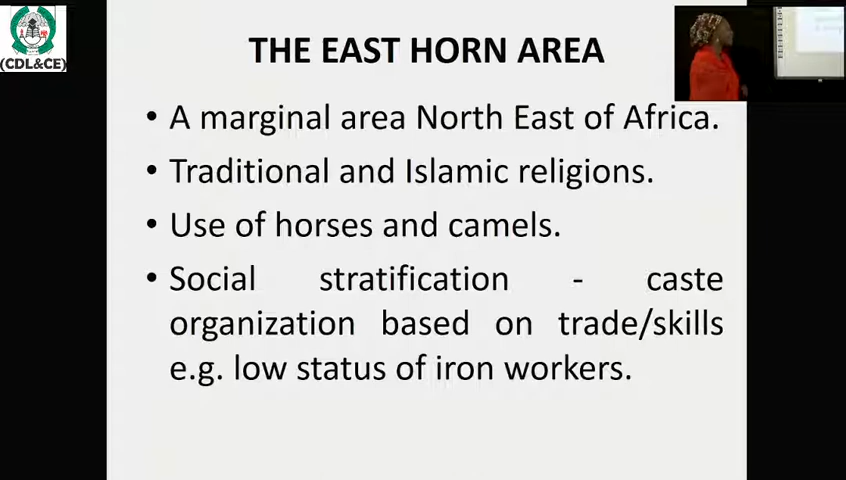 (CDL&CE)
THE EAST HORN AREA
• A marginal area North East of Africa.
• Traditional and Islamic religions.
• Use of horses and camels.
• Social stratification - caste
organization based on trade/skills
e.g. low status of iron workers.